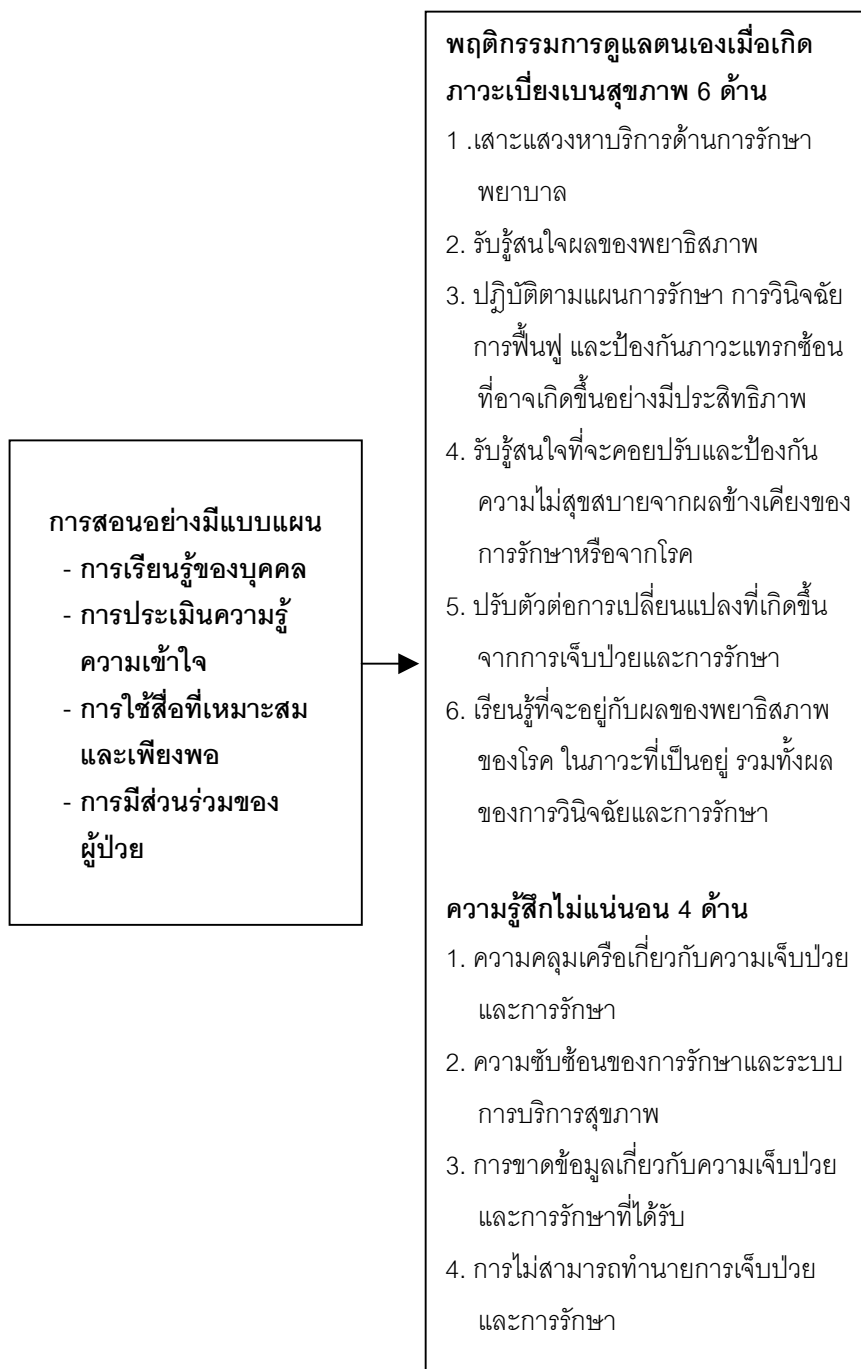 การสอนอย่างมีแบบแผน
- การเรียนรู้ของบุคคล
- การประเมินความรู้
ความเข้าใจ
- การใช้สื่อที่เหมาะสม
และเพียงพอ
- การมีส่วนร่วมของ
ผู้ป่วย
พฤติกรรมการดูแลตนเองเมื่อเกิด
ภาวะเบี่ยงเบนสุขภาพ 6 ด้าน
1 .เสาะแสวงหาบริการด้านการรักษา
พยาบาล
2. รับรู้สนใจผลของพยาธิสภาพ
3. ปฏิบัติตามแผนการรักษา การวินิจฉัย
การฟื้นฟู และป้องกันภาวะแทรกซ้อน
ที่อาจเกิดขึ้นอย่างมีประสิทธิภาพ
4. รับรู้สนใจที่จะคอยปรับและป้องกัน
ความไม่สุขสบายจากผลข้างเคียงของ
การรักษาหรือจากโรค
5. ปรับตัวต่อการเปลี่ยนแปลงที่เกิดขึ้น
จากการเจ็บป่วยและการรักษา
6. เรียนรู้ที่จะอยู่กับผลของพยาธิสภาพ
ของโรค ในภาวะที่เป็นอยู่ รวมทั้งผล
ของการวินิจฉัยและการรักษา
ความรู้สึกไม่แน่นอน 4 ด้าน
1. ความคลุมเครือเกี่ยวกับความเจ็บป่วย
และการรักษา
2. ความซับซ้อนของการรักษาและระบบ
การบริการสุขภาพ
3. การขาดข้อมูลเกี่ยวกับความเจ็บป่วย
และการรักษาที่ได้รับ
4. การไม่สามารถทำนายการเจ็บป่วย
และการรักษา